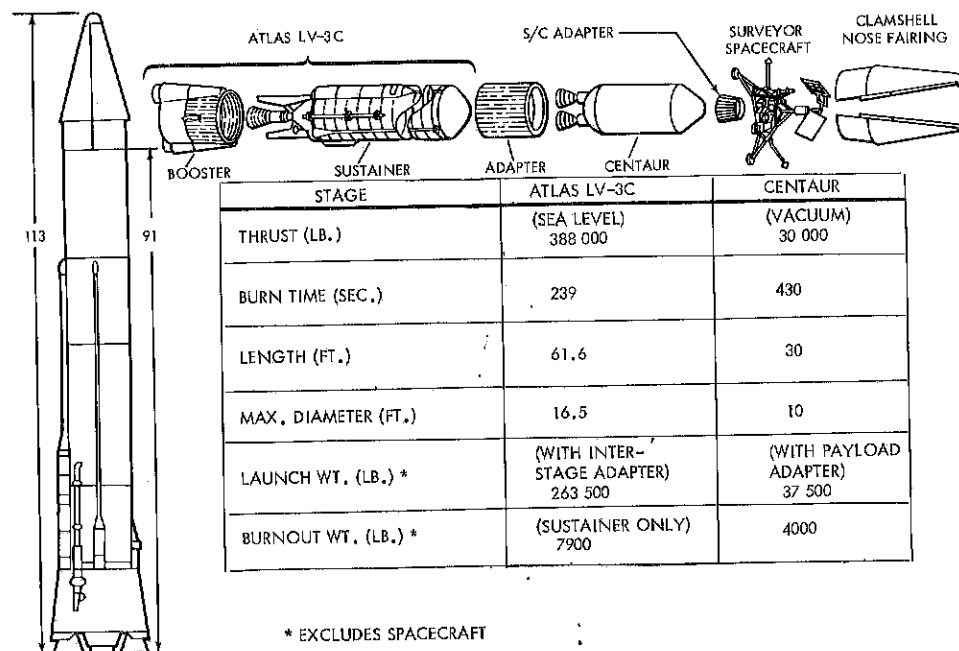 ATLAS LV-3C
S/C ADAPTER
SURVEYOR
SPACECRAFT
CLAMSHELL
NOSE FAIRING
BOOSTER
SUSTAINER
ADAPTER
CENTAUR
113
91
STAGE ATLAS LV-3C CENTAUR
THRUST (LB.) (SEA LEVEL) 388 000 (VACUUM) 30 000
BURN TIME (SEC.) 239 430
LENGTH (FT.) 61.6 30
MAX. DIAMETER (FT.) 16.5 10
LAUNCH WT. (LB.) * (WITH INTER-STAGE ADAPTER) 263 500 (WITH PAYLOAD ADAPTER) 37 500
BURNOUT WT. (LB.) * (SUSTAINER ONLY) 7900 4000
* EXCLUDES SPACECRAFT